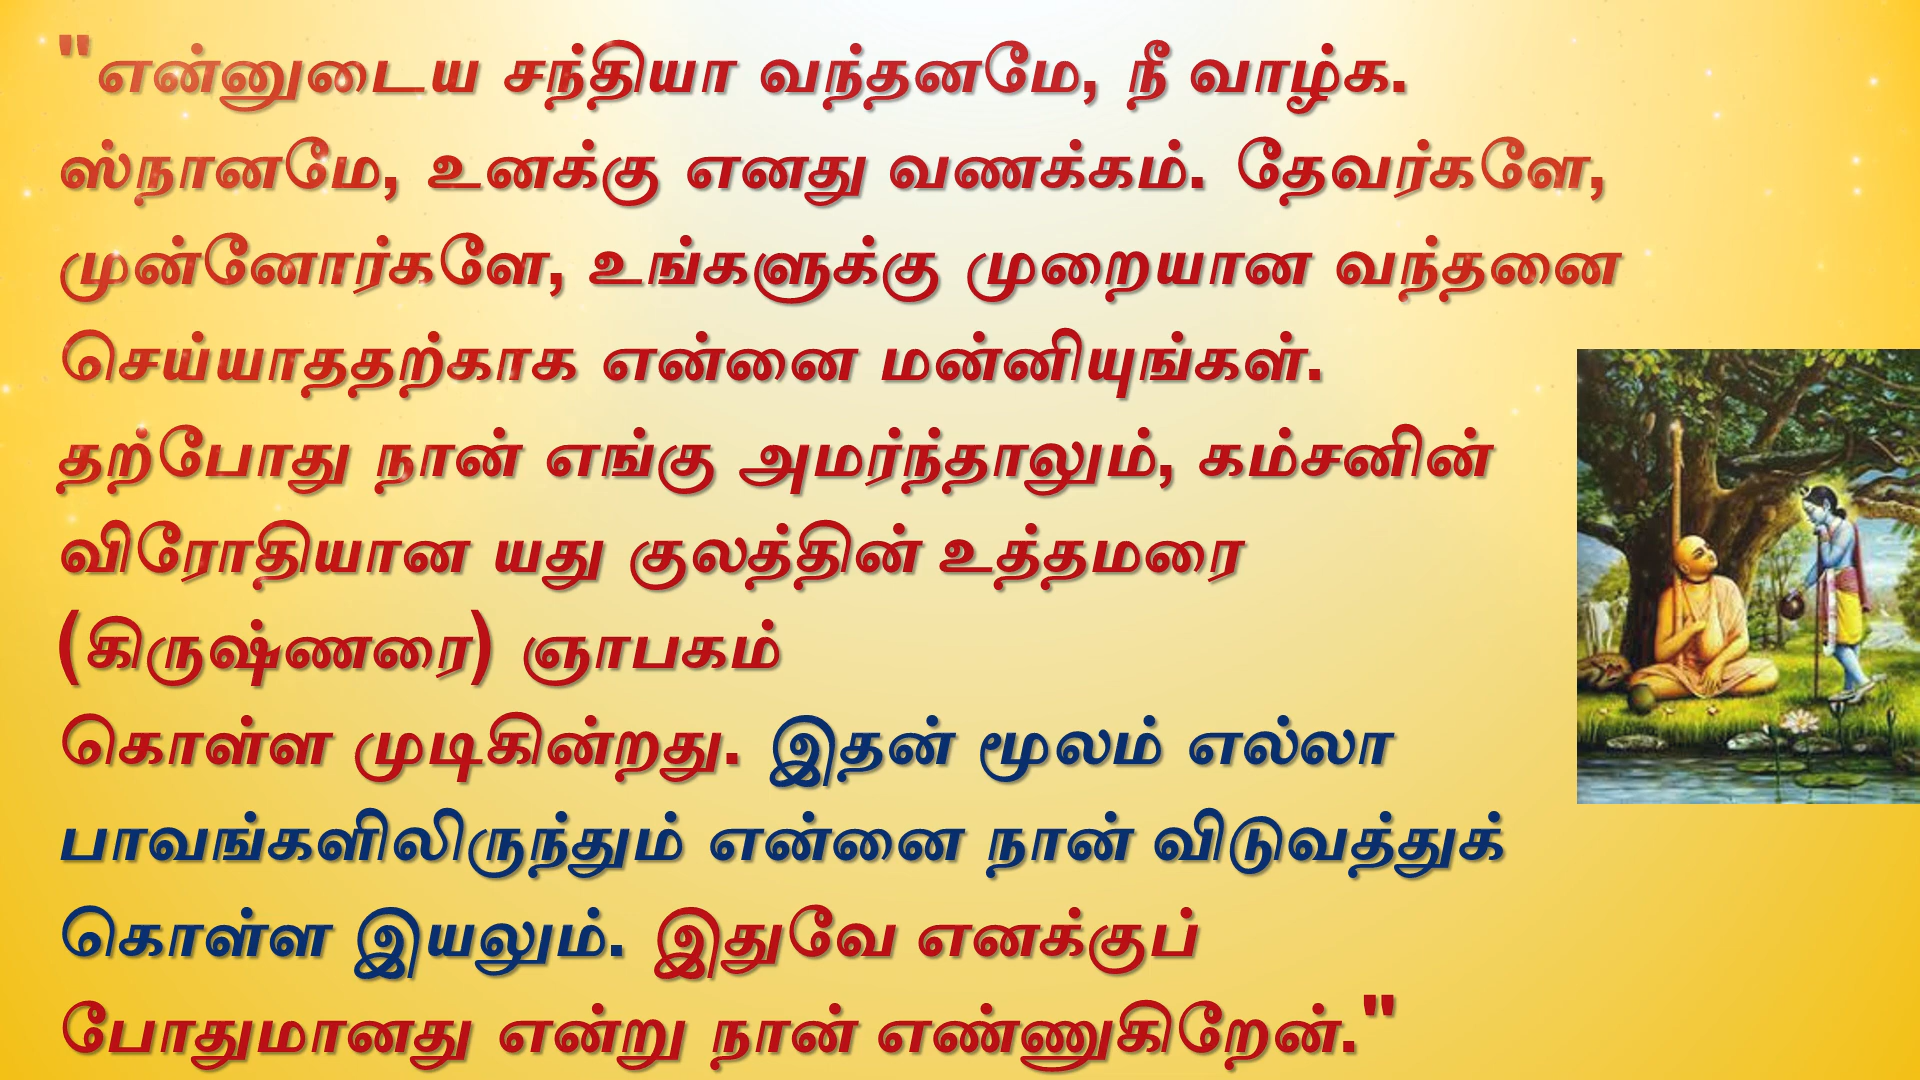 "என்னுடைய சந்தியா வந்தனமே, நீ வாழ்க.
ஸ்நானமே, உனக்கு எனது வணக்கம். தேவர்களே,
முன்னோர்களே, உங்களுக்கு முறையான வந்தனை
செய்யாததற்காக என்னை மன்னியுங்கள்.
தற்போது நான் எங்கு அமர்ந்தாலும், கம்சனின்
விரோதியான யது குலத்தின் உத்தமரை
(கிருஷ்ணரை) ஞாபகம்
கொள்ள முடிகின்றது. இதன் மூலம் எல்லா
பாவங்களிலிருந்தும் என்னை நான் விடுவத்துக்
கொள்ள இயலும். இதுவே எனக்குப்
போதுமானது என்று நான் எண்ணுகிறேன்."